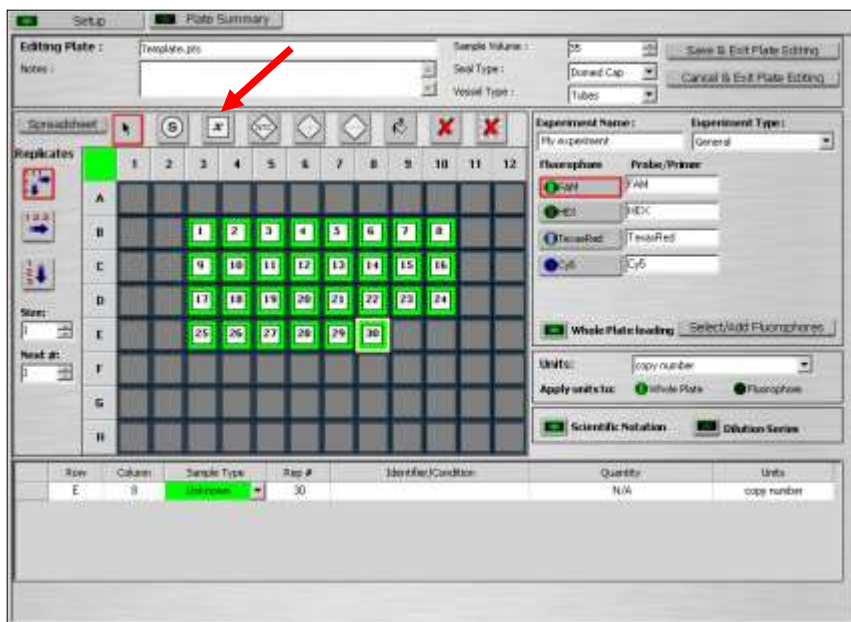 Setup Plate Summary
Editing Plate : Template.pts Sample Volume : 35 Save & Exit Plate Editing
Notes : Seal Type : Domed Cap Cancel & Exit Plate Editing
Vessel Type : Tubes
Spreadsheet S x NTC Experiment Name: Experiment Type:
My experiment General
Replicates 1 2 3 4 5 6 7 8 9 10 11 12 Fluorophore Probe/Primer
A FAM FAM
B 1 2 3 4 5 6 7 8 HEX HEX
TexasRed TexasRed
C 9 10 11 12 13 14 15 16 Cy5 Cy5
D 17 18 19 20 21 22 23 24
Size:
1 E 25 26 27 28 29 30 Whole Plate loading Select/Add Fluorophores
Next #:
1 F Units: copy number
Apply units to: Whole Plate Fluorophore
G
H Scientific Notation Dilution Series
Row Column Sample Type Rep # Identifier/Condition Quantity Units
E 8 Unknown 30 N/A copy number